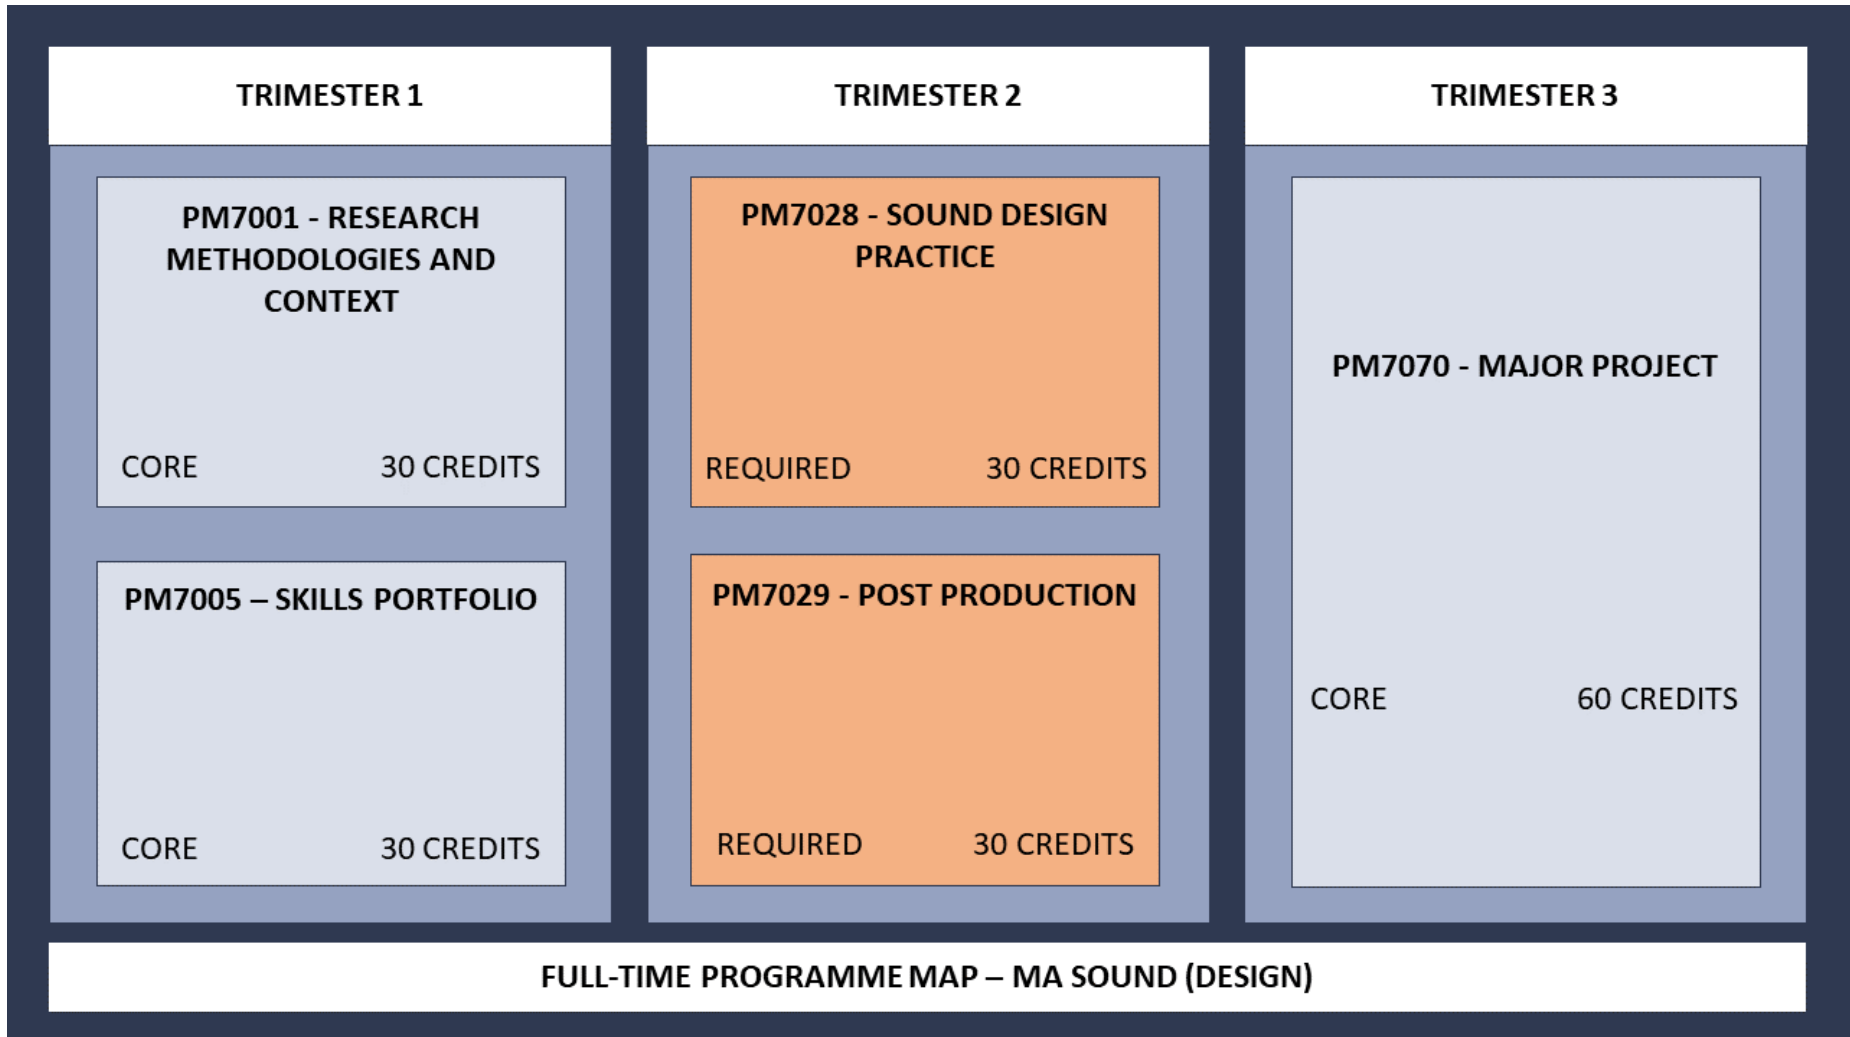 TRIMESTER 1
PM7001 - RESEARCH
METHODOLOGIES AND
CONTEXT
CORE 30 CREDITS
PM7005 – SKILLS PORTFOLIO
CORE 30 CREDITS
TRIMESTER 2
PM7028 - SOUND DESIGN
PRACTICE
REQUIRED 30 CREDITS
PM7029 - POST PRODUCTION
REQUIRED 30 CREDITS
TRIMESTER 3
PM7070 - MAJOR PROJECT
CORE 60 CREDITS
FULL-TIME PROGRAMME MAP – MA SOUND (DESIGN)